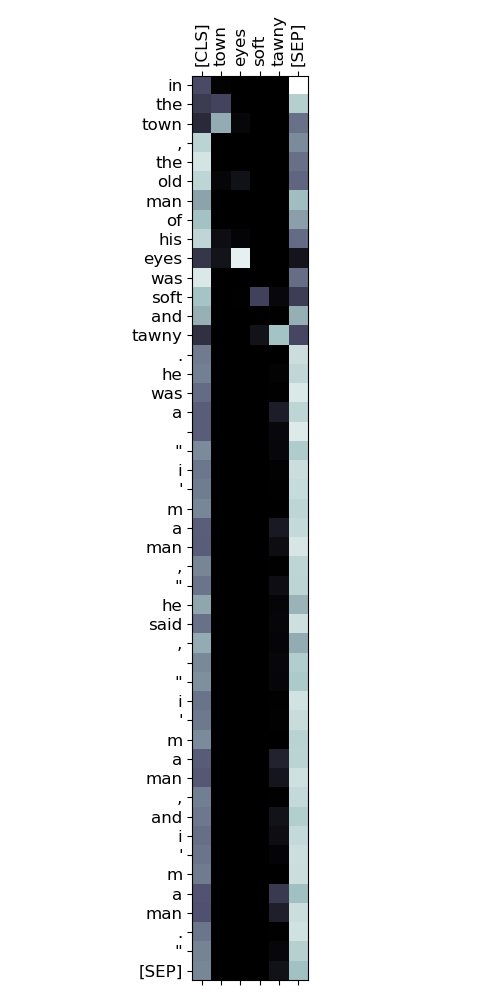 [CLS] town eyes soft tawny [SEP]
in
the
town
,
the
old
man
of
his
eyes
was
soft
and
tawny
.
he
was
a
"
i
'
m
a
man
,
"
he
said
,
"
i
'
m
a
man
,
and
i
'
m
a
man
.
"
[SEP]